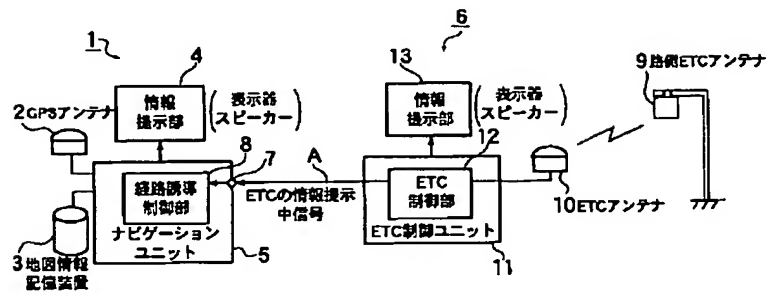 1
4
情報
提示部
(表示器
スピーカー)
2 GPSアンテナ
8
7
経路誘導
制御部
ナビゲーション
ユニット
5
3 地図情報
記憶装置
A
ETCの情報提示
中信号
6
13
情報
提示部
(表示器
スピーカー)
12
ETC
制御部
ETC制御ユニット
11
9 路側ETCアンテナ
10 ETCアンテナ